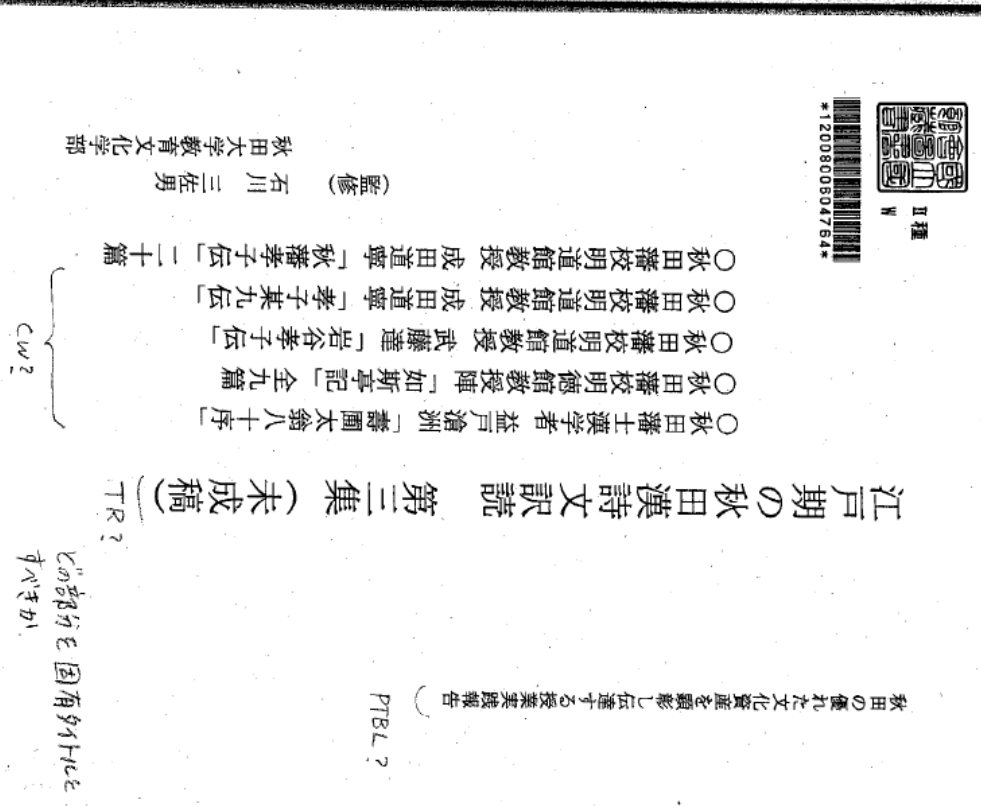 秋田の優れた文化資産を顕彰し伝達する授業実践報告
PTBL?
江戸期の秋田漢詩文訳読 第三集(未成稿)
TR?
どの部分を固有タイトルと
すべきか
○秋田藩士漢学者 益戸滄洲「壽圃太翁八十序」
○秋田藩校明徳館教授 陣「如斯亭記」全九篇
○秋田藩校明道館教授 武藤達「岩谷孝子伝」
○秋田藩校明道館教授 成田道寧「孝子某九伝」
○秋田藩校明道館教授 成田道寧「秋藩孝子伝」二十篇
CW?
(監修) 石川 三佐男
秋田大学教育文化学部
II種
W
*1200800604764*